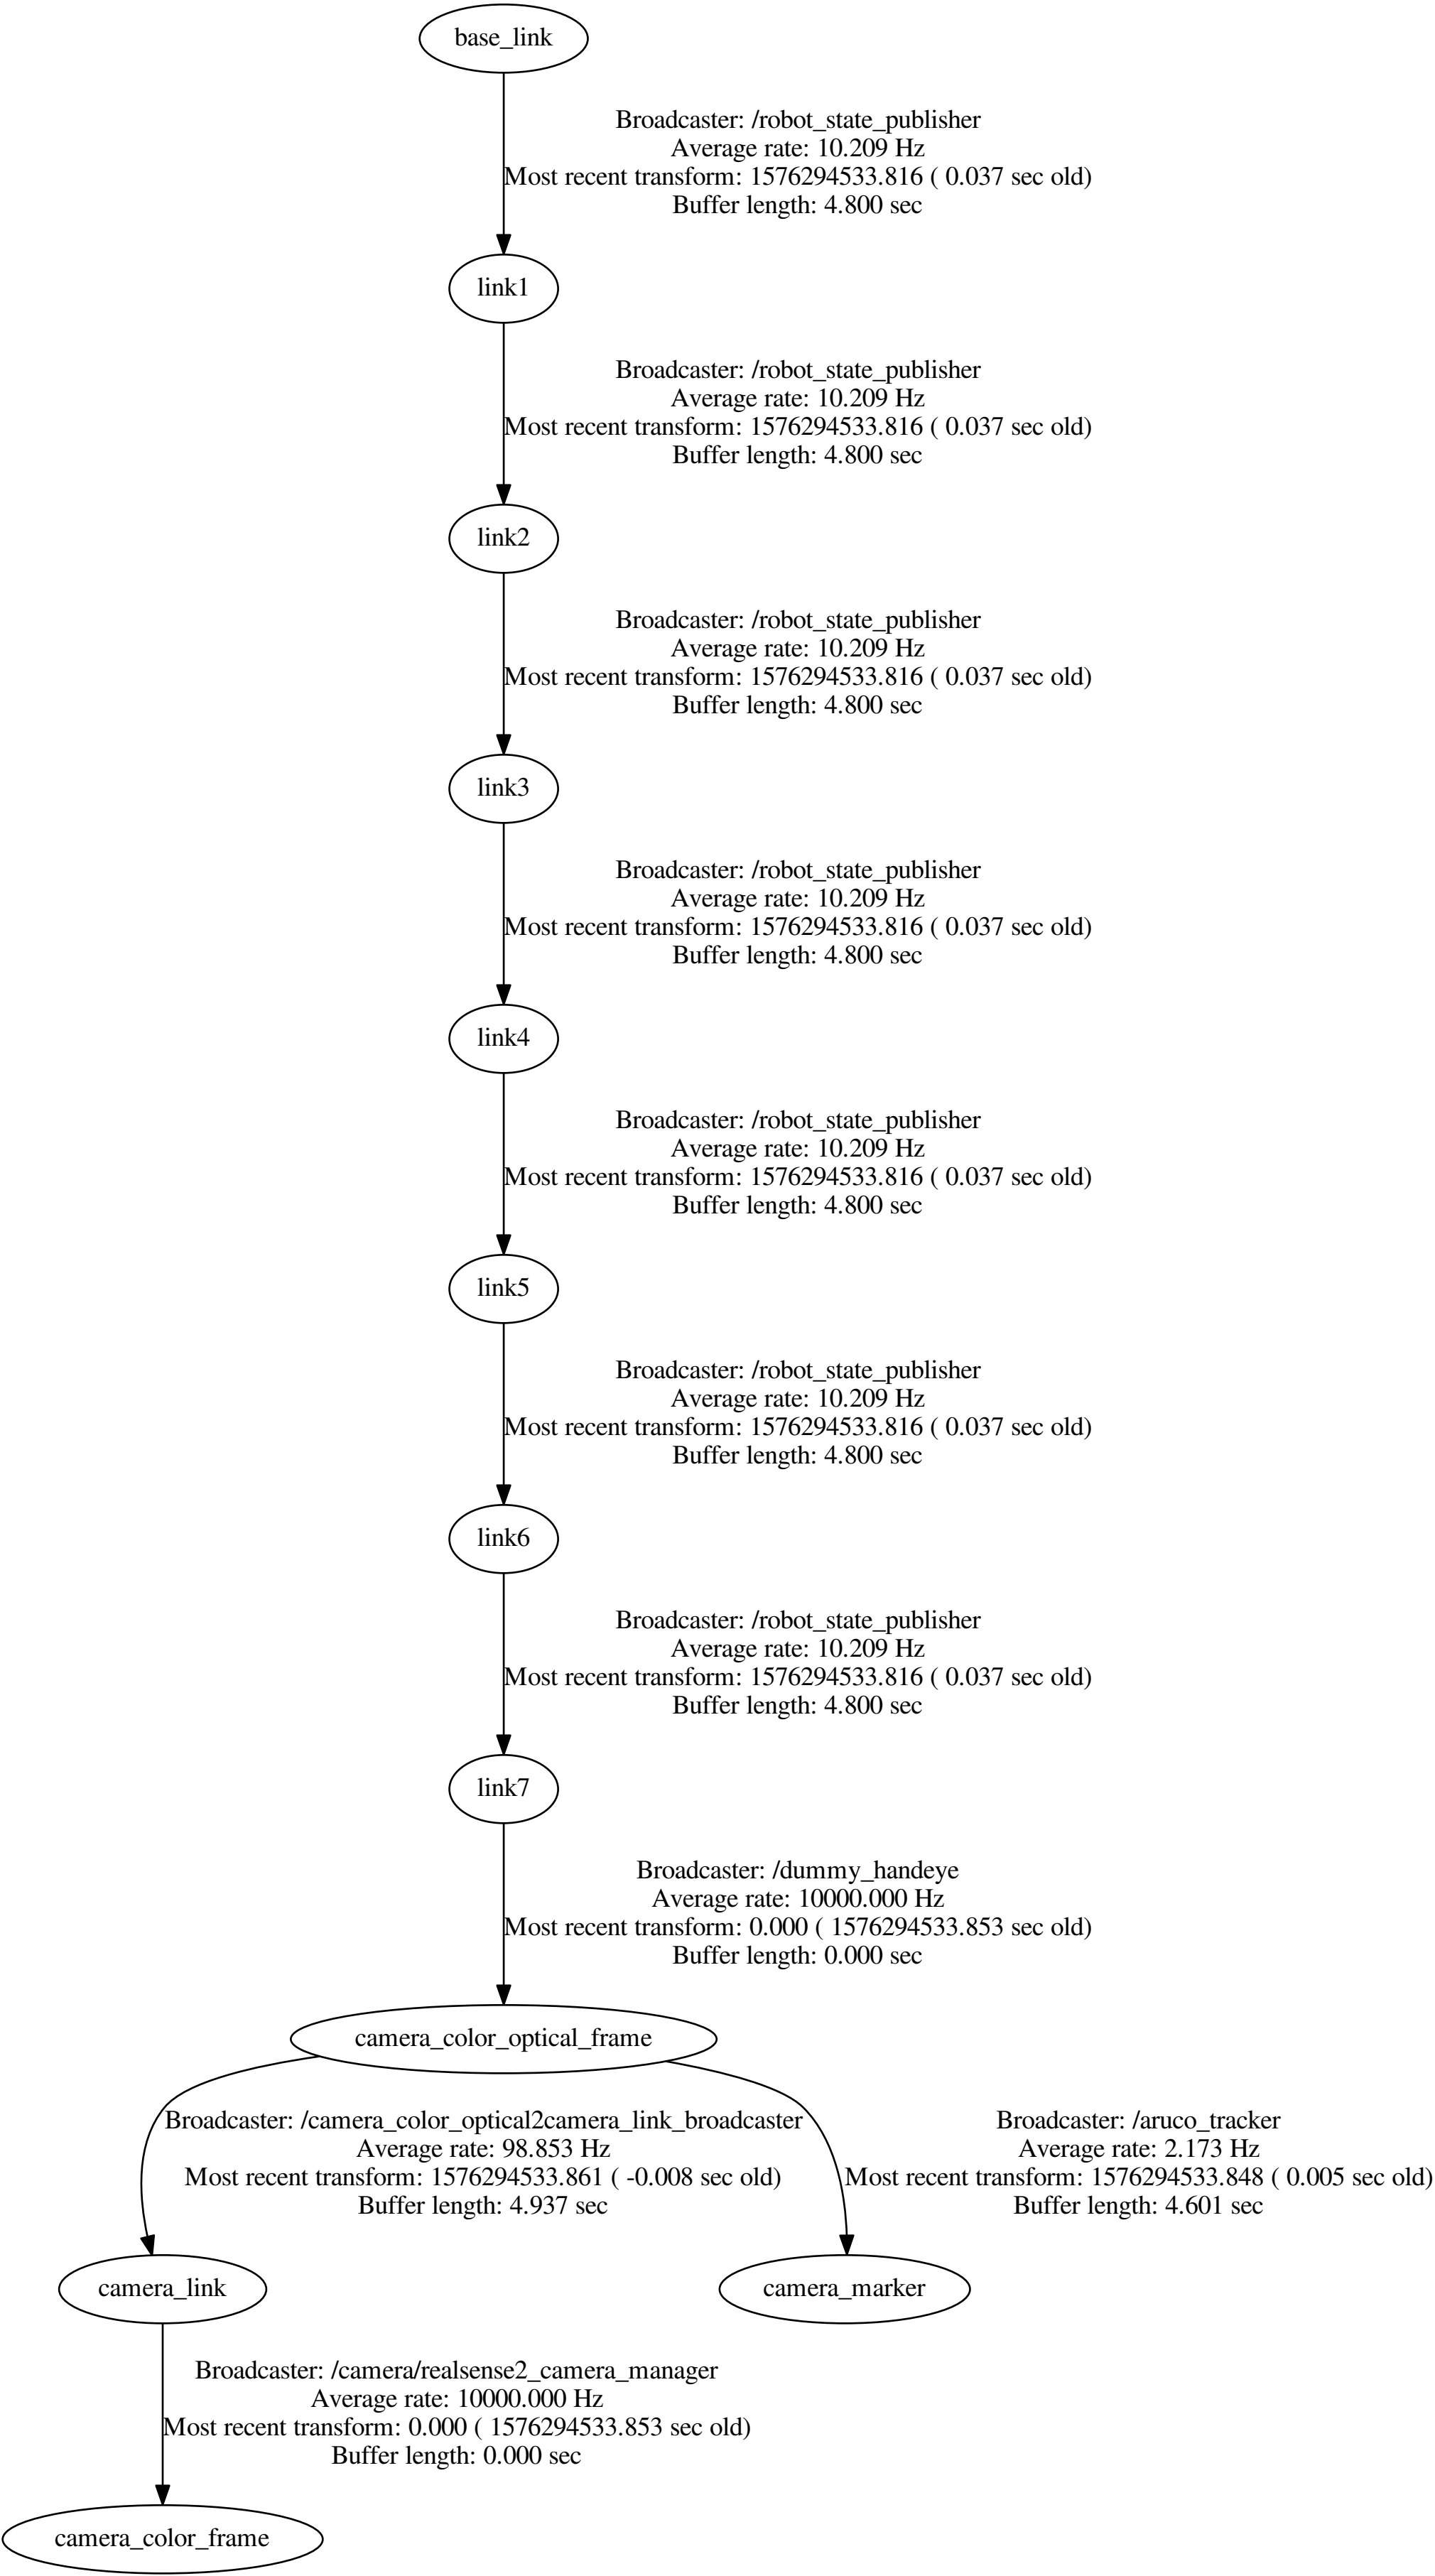 base_link
Broadcaster: /robot_state_publisher
Average rate: 10.209 Hz
Most recent transform: 1576294533.816 ( 0.037 sec old)
Buffer length: 4.800 sec
link1
Broadcaster: /robot_state_publisher
Average rate: 10.209 Hz
Most recent transform: 1576294533.816 ( 0.037 sec old)
Buffer length: 4.800 sec
link2
Broadcaster: /robot_state_publisher
Average rate: 10.209 Hz
Most recent transform: 1576294533.816 ( 0.037 sec old)
Buffer length: 4.800 sec
link3
Broadcaster: /robot_state_publisher
Average rate: 10.209 Hz
Most recent transform: 1576294533.816 ( 0.037 sec old)
Buffer length: 4.800 sec
link4
Broadcaster: /robot_state_publisher
Average rate: 10.209 Hz
Most recent transform: 1576294533.816 ( 0.037 sec old)
Buffer length: 4.800 sec
link5
Broadcaster: /robot_state_publisher
Average rate: 10.209 Hz
Most recent transform: 1576294533.816 ( 0.037 sec old)
Buffer length: 4.800 sec
link6
Broadcaster: /robot_state_publisher
Average rate: 10.209 Hz
Most recent transform: 1576294533.816 ( 0.037 sec old)
Buffer length: 4.800 sec
link7
Broadcaster: /dummy_handeye
Average rate: 10000.000 Hz
Most recent transform: 0.000 ( 1576294533.853 sec old)
Buffer length: 0.000 sec
camera_color_optical_frame
Broadcaster: /camera_color_optical2camera_link_broadcaster
Average rate: 98.853 Hz
Most recent transform: 1576294533.861 ( -0.008 sec old)
Buffer length: 4.937 sec
Broadcaster: /aruco_tracker
Average rate: 2.173 Hz
Most recent transform: 1576294533.848 ( 0.005 sec old)
Buffer length: 4.601 sec
camera_link
camera_marker
Broadcaster: /camera/realsense2_camera_manager
Average rate: 10000.000 Hz
Most recent transform: 0.000 ( 1576294533.853 sec old)
Buffer length: 0.000 sec
camera_color_frame